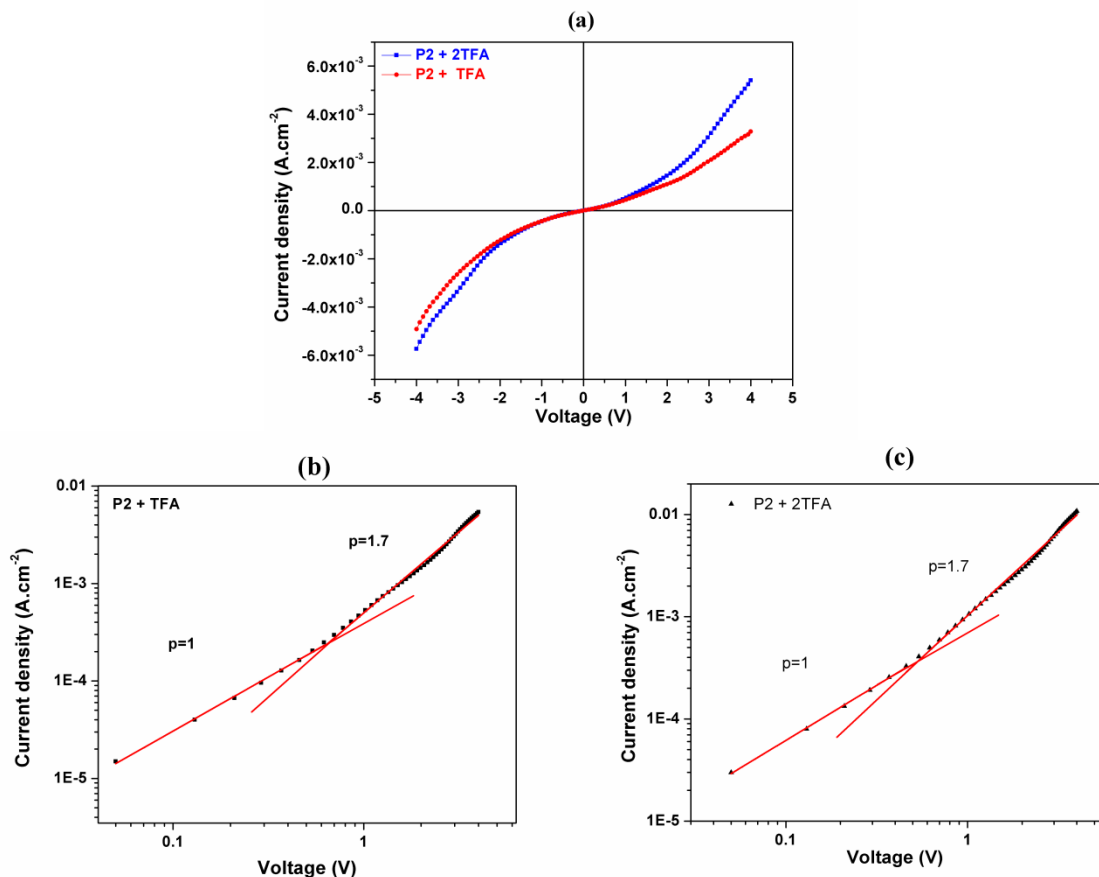 (a)
P2 + 2TFA
P2 + TFA
6.0x10⁻³
4.0x10⁻³
2.0x10⁻³
0.0
-2.0x10⁻³
-4.0x10⁻³
-6.0x10⁻³
Current density (A.cm⁻²)
-5 -4 -3 -2 -1 0 1 2 3 4 5
Voltage (V)
(b)
P2 + TFA
p=1.7
p=1
0.01
1E-3
1E-4
1E-5
Current density (A.cm⁻²)
0.1 1
Voltage (V)
(c)
P2 + 2TFA
p=1.7
p=1
0.01
1E-3
1E-4
1E-5
Current density (A.cm⁻²)
0.1 1
Voltage (V)